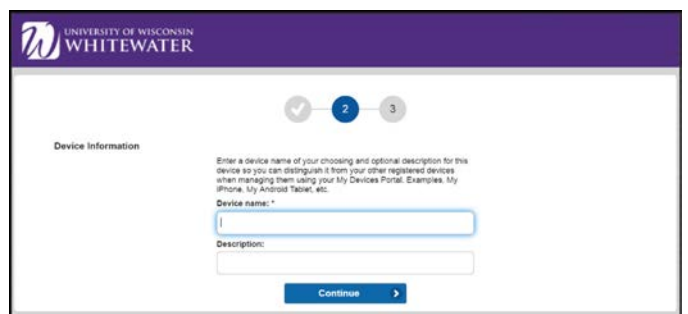 UNIVERSITY OF WISCONSIN
WHITEWATER
2
3
Device Information
Enter a device name of your choosing and optional description for this
device so you can distinguish it from your other registered devices
when managing them using your My Devices Portal. Examples, My
iPhone, My Android Tablet, etc.
Device name: *
Description:
Continue